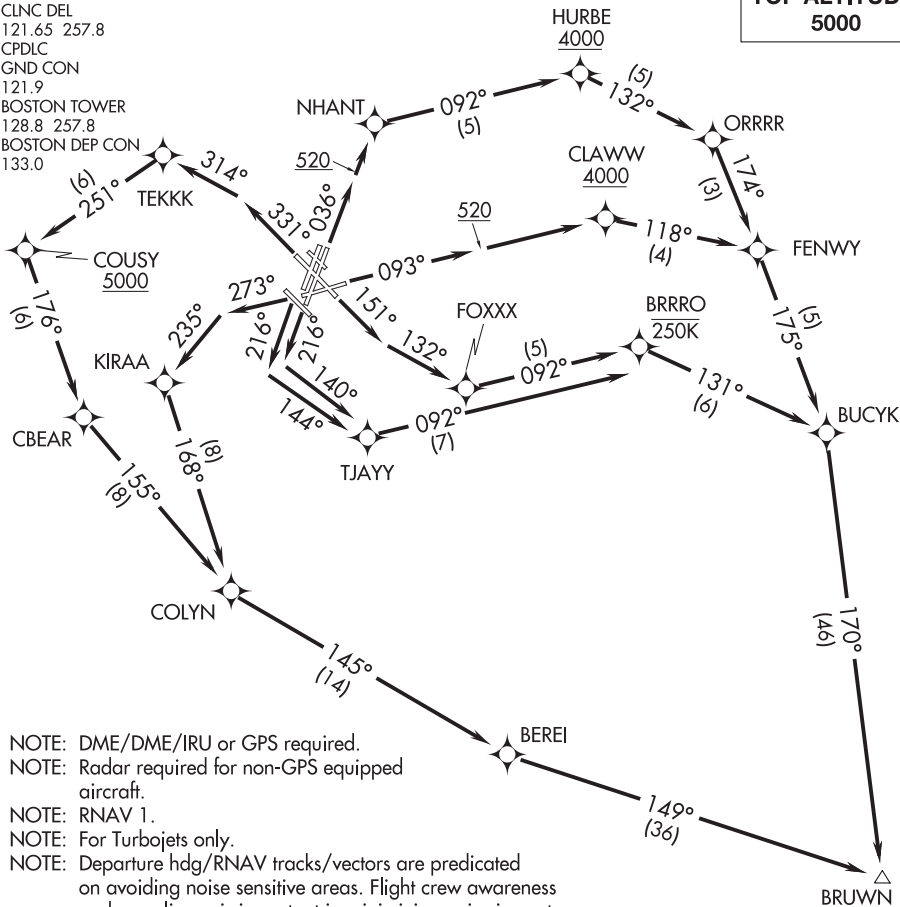 CLNC DEL
121.65 257.8
CPDLC
GND CON
121.9
BOSTON TOWER
128.8 257.8
BOSTON DEP CON
133.0
TOP ALTITUD
5000
HURBE
4000
(5)
132°
NHANT
092°
(5)
ORRRR
520
036°
TEKKK
314°
331°
(6)
251°
CLAWW
4000
174°
(3)
520
118°
(4)
FENWY
COUSY
5000
093°
273°
176°
(6)
235°
216°
216°
151°
132°
FOXXX
(5)
092°
BRRRO
250K
(5)
175°
KIRAA
140°
144°
092°
(7)
131°
(6)
BUCYK
TJAYY
CBEAR
(8)
168°
155°
(8)
COLYN
145°
(14)
170°
(46)
BEREI
149°
(36)
BRUWN
NOTE: DME/DME/IRU or GPS required.
NOTE: Radar required for non-GPS equipped
aircraft.
NOTE: RNAV 1.
NOTE: For Turbojets only.
NOTE: Departure hdg/RNAV tracks/vectors are predicated
on avoiding noise sensitive areas. Flight crew awareness